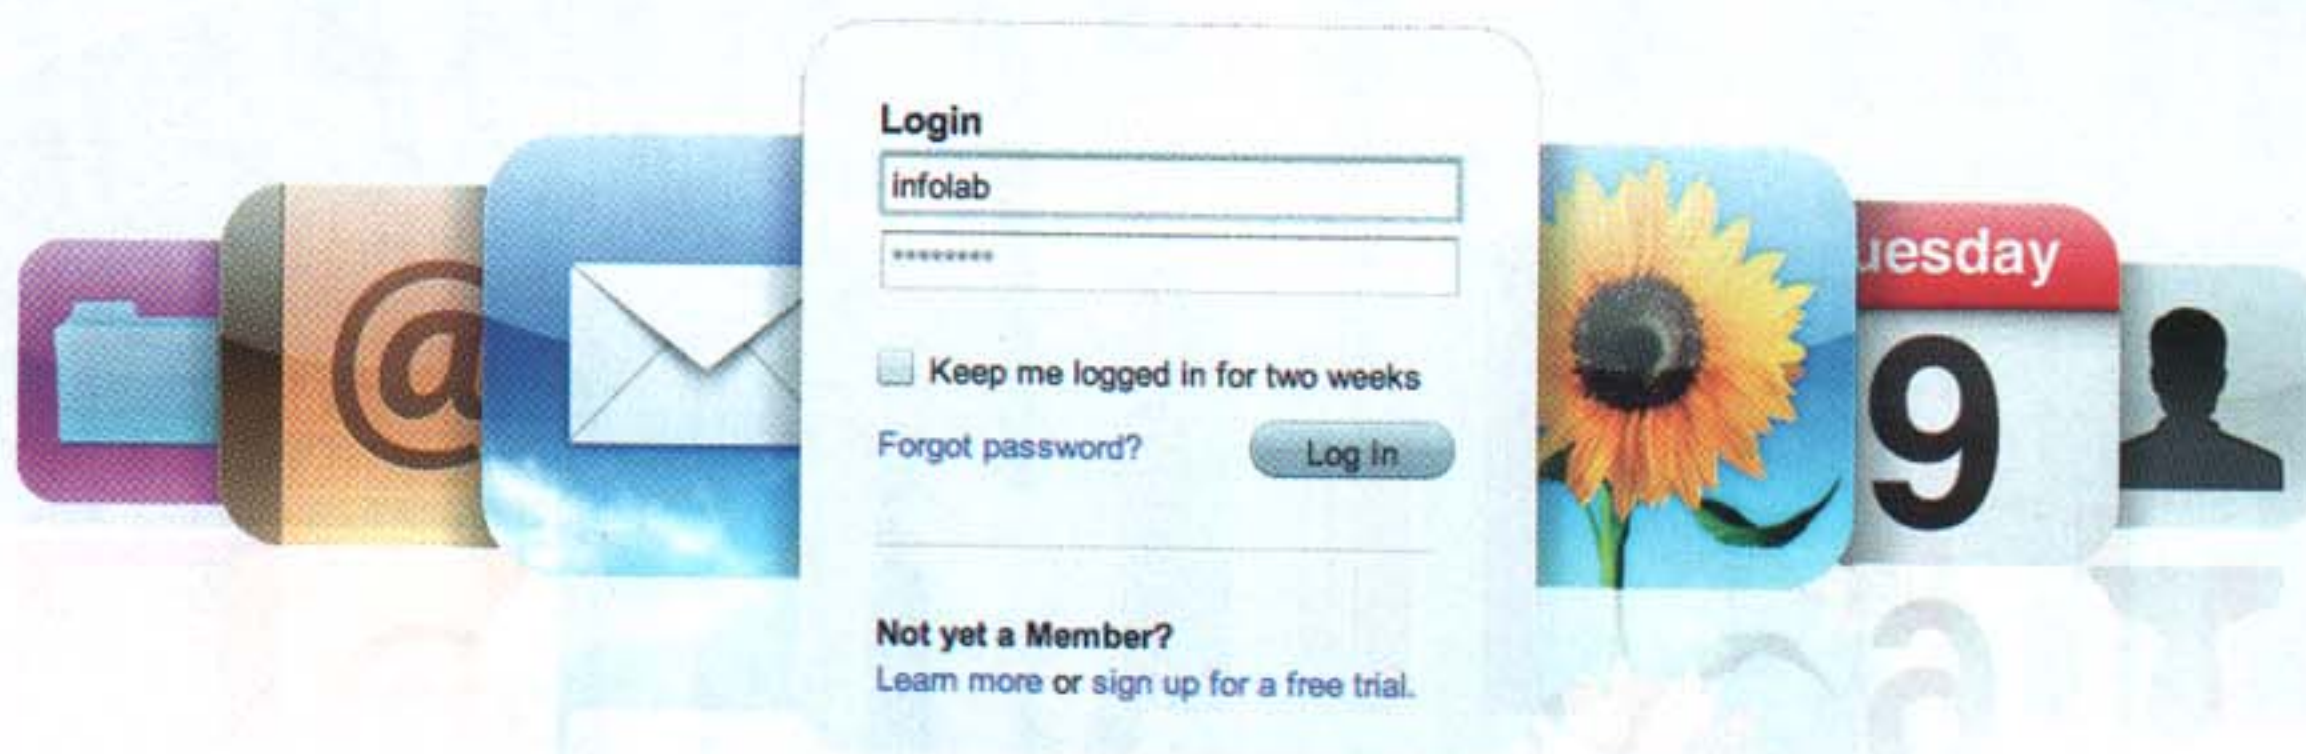 Login
infolab
********
Keep me logged in for two weeks
Forgot password?
Log In
Not yet a Member?
Learn more or sign up for a free trial.
@
uesday
9